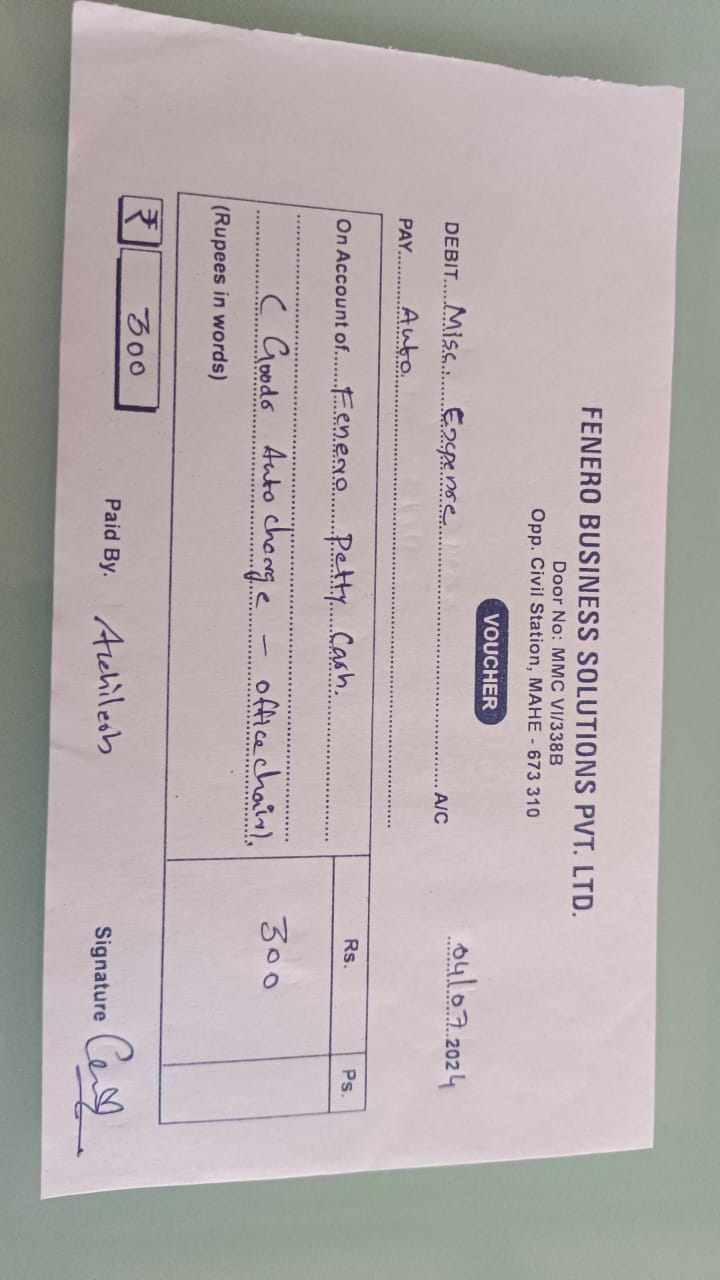 FENERO BUSINESS SOLUTIONS PVT. LTD.
Door No: MMC VI/338B
Opp. Civil Station, MAHE - 673 310
VOUCHER
04/07 2024
DEBIT Misc. Expense A/C
PAY Auto
On Account of Fenero Petty Cash. Rs. Ps.
( Goods Auto charge - office chairs). 300
(Rupees in words)
₹ 300
Paid By. Akhilesh
Signature